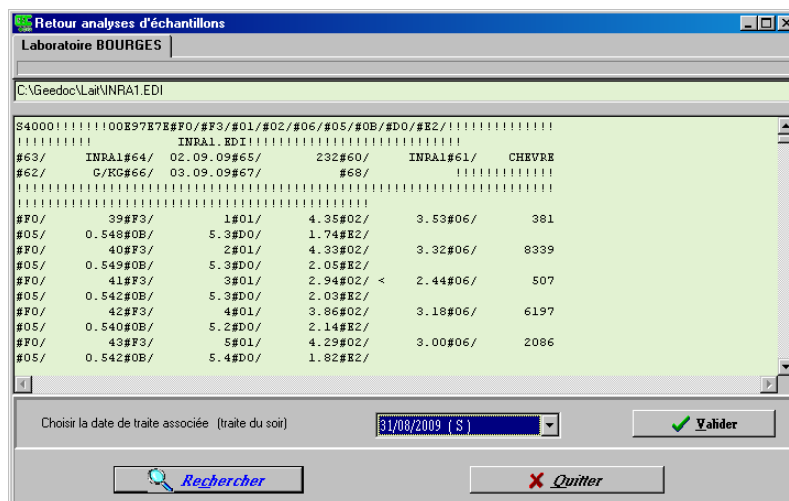 Retour analyses d'échantillons
Laboratoire BOURGES
C:\Geedoc\Lait\INRA1.EDI
S4000!!!!!!!00E97E7E#F0/#F3/#01/#02/#06/#05/#0B/#D0/#E2/!!!!!!!!!!!!!!
!!!!!!!!!! INRA1.EDI!!!!!!!!!!!!!!!!!!!!!!!!!!!!!
#63/ INRA1#64/ 02.09.09#65/ 232#60/ INRA1#61/ CHEVRE
#62/ G/KG#66/ 03.09.09#67/ #68/ !!!!!!!!!!!!!
!!!!!!!!!!!!!!!!!!!!!!!!!!!!!!!!!!!!!!!!!!!!!!!!!!!!!!!!!!!!!!!!!!!!!!
!!!!!!!!!!!!!!!!!!!!!!!!!!!!!!!!!!!!!!!!!!!!!!
#F0/ 39#F3/ 1#01/ 4.35#02/ 3.53#06/ 381
#05/ 0.548#0B/ 5.3#D0/ 1.74#E2/
#F0/ 40#F3/ 2#01/ 4.33#02/ 3.32#06/ 8339
#05/ 0.549#0B/ 5.3#D0/ 2.05#E2/
#F0/ 41#F3/ 3#01/ 2.94#02/ < 2.44#06/ 507
#05/ 0.542#0B/ 5.3#D0/ 2.03#E2/
#F0/ 42#F3/ 4#01/ 3.86#02/ 3.18#06/ 6197
#05/ 0.540#0B/ 5.2#D0/ 2.14#E2/
#F0/ 43#F3/ 5#01/ 4.29#02/ 3.00#06/ 2086
#05/ 0.542#0B/ 5.4#D0/ 1.82#E2/
Choisir la date de traite associée (traite du soir) 31/08/2009 ( S ) Valider
Rechercher Quitter